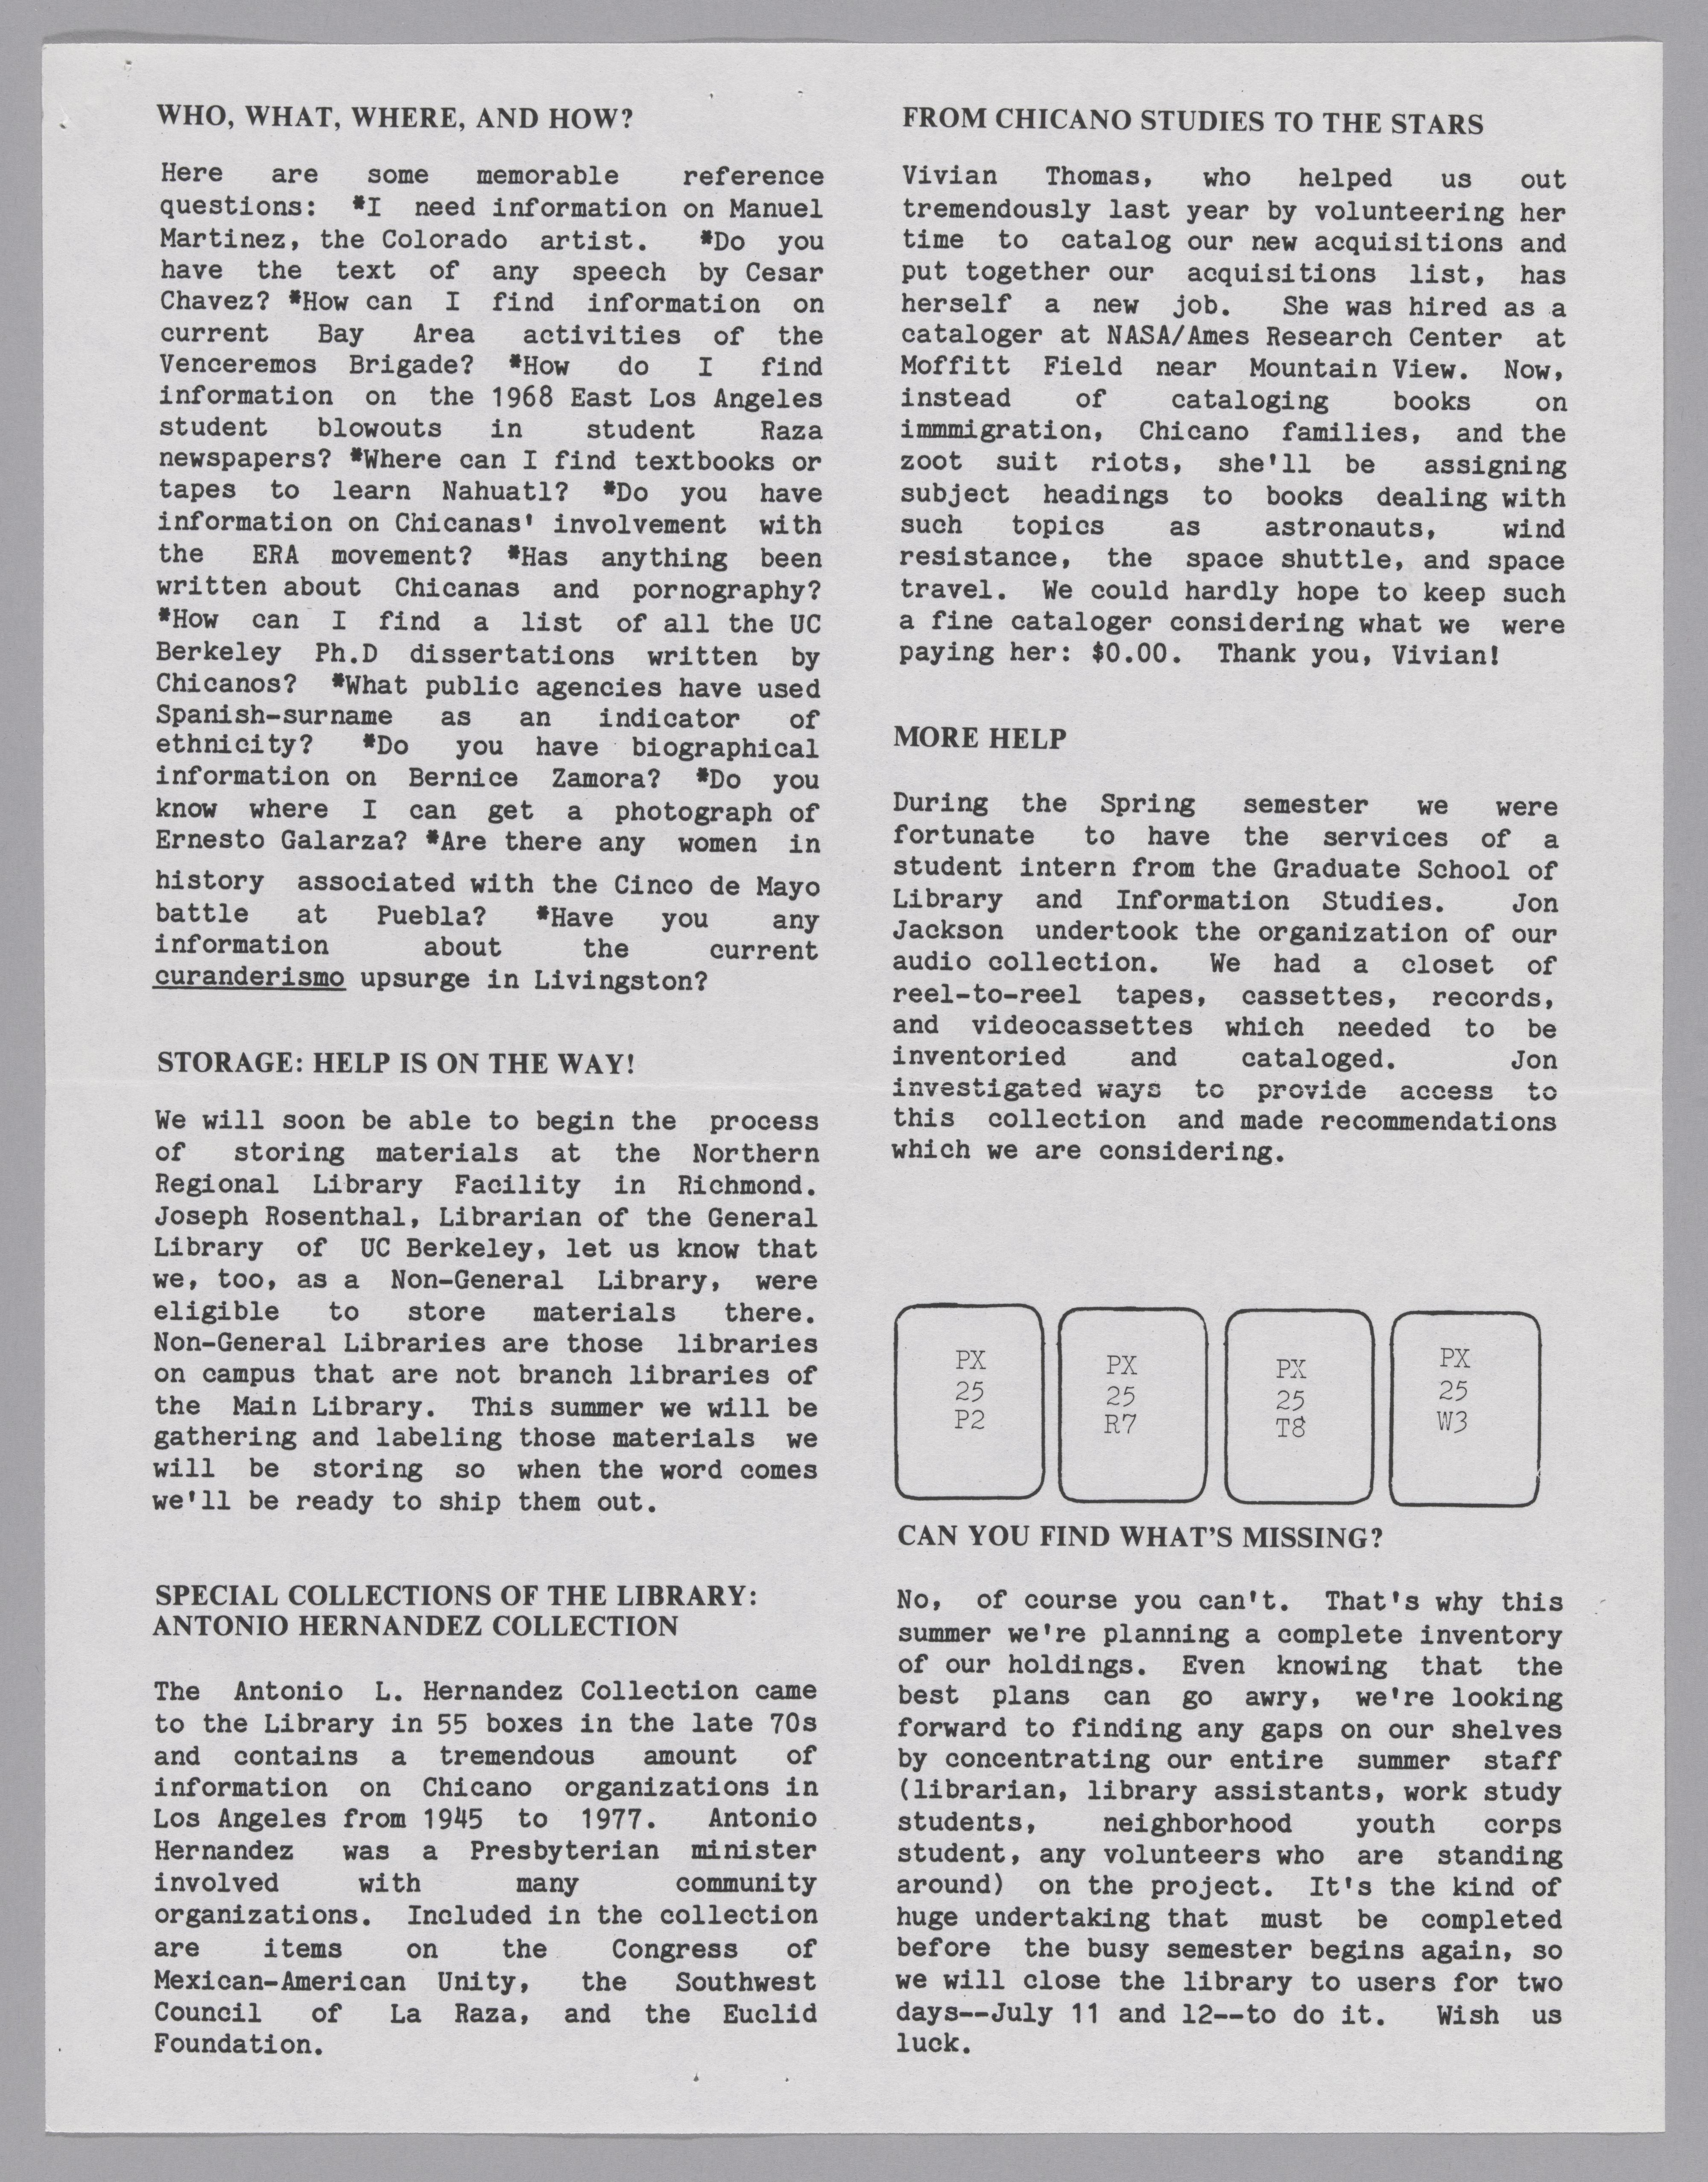 WHO, WHAT, WHERE, AND HOW?
Here are some memorable reference
questions: *I need information on Manuel
Martinez, the Colorado artist. *Do you
have the text of any speech by Cesar
Chavez? *How can I find information on
current Bay Area activities of the
Venceremos Brigade? *How do I find
information on the 1968 East Los Angeles
student blowouts in student Raza
newspapers? *Where can I find textbooks or
tapes to learn Nahuatl? *Do you have
information on Chicanas' involvement with
the ERA movement? *Has anything been
written about Chicanas and pornography?
*How can I find a list of all the UC
Berkeley Ph.D dissertations written by
Chicanos? *What public agencies have used
Spanish-surname as an indicator of
ethnicity? *Do you have biographical
information on Bernice Zamora? *Do you
know where I can get a photograph of
Ernesto Galarza? *Are there any women in
history associated with the Cinco de Mayo
battle at Puebla? *Have you any
information about the current
curanderismo upsurge in Livingston?
STORAGE: HELP IS ON THE WAY!
We will soon be able to begin the process
of storing materials at the Northern
Regional Library Facility in Richmond.
Joseph Rosenthal, Librarian of the General
Library of UC Berkeley, let us know that
we, too, as a Non-General Library, were
eligible to store materials there.
Non-General Libraries are those libraries
on campus that are not branch libraries of
the Main Library. This summer we will be
gathering and labeling those materials we
will be storing so when the word comes
we'll be ready to ship them out.
SPECIAL COLLECTIONS OF THE LIBRARY:
ANTONIO HERNANDEZ COLLECTION
The Antonio L. Hernandez Collection came
to the Library in 55 boxes in the late 70s
and contains a tremendous amount of
information on Chicano organizations in
Los Angeles from 1945 to 1977. Antonio
Hernandez was a Presbyterian minister
involved with many community
organizations. Included in the collection
are items on the Congress of
Mexican-American Unity, the Southwest
Council of La Raza, and the Euclid
Foundation.
FROM CHICANO STUDIES TO THE STARS
Vivian Thomas, who helped us out
tremendously last year by volunteering her
time to catalog our new acquisitions and
put together our acquisitions list, has
herself a new job. She was hired as a
cataloger at NASA/Ames Research Center at
Moffitt Field near Mountain View. Now,
instead of cataloging books on
immmigration, Chicano families, and the
zoot suit riots, she'll be assigning
subject headings to books dealing with
such topics as astronauts, wind
resistance, the space shuttle, and space
travel. We could hardly hope to keep such
a fine cataloger considering what we were
paying her: $0.00. Thank you, Vivian!
MORE HELP
During the Spring semester we were
fortunate to have the services of a
student intern from the Graduate School of
Library and Information Studies. Jon
Jackson undertook the organization of our
audio collection. We had a closet of
reel-to-reel tapes, cassettes, records,
and videocassettes which needed to be
inventoried and cataloged. Jon
investigated ways to provide access to
this collection and made recommendations
which we are considering.
PX
25
P2
PX
25
R7
PX
25
T8
PX
25
W3
CAN YOU FIND WHAT'S MISSING?
No, of course you can't. That's why this
summer we're planning a complete inventory
of our holdings. Even knowing that the
best plans can go awry, we're looking
forward to finding any gaps on our shelves
by concentrating our entire summer staff
(librarian, library assistants, work study
students, neighborhood youth corps
student, any volunteers who are standing
around) on the project. It's the kind of
huge undertaking that must be completed
before the busy semester begins again, so
we will close the library to users for two
days--July 11 and 12--to do it. Wish us
luck.